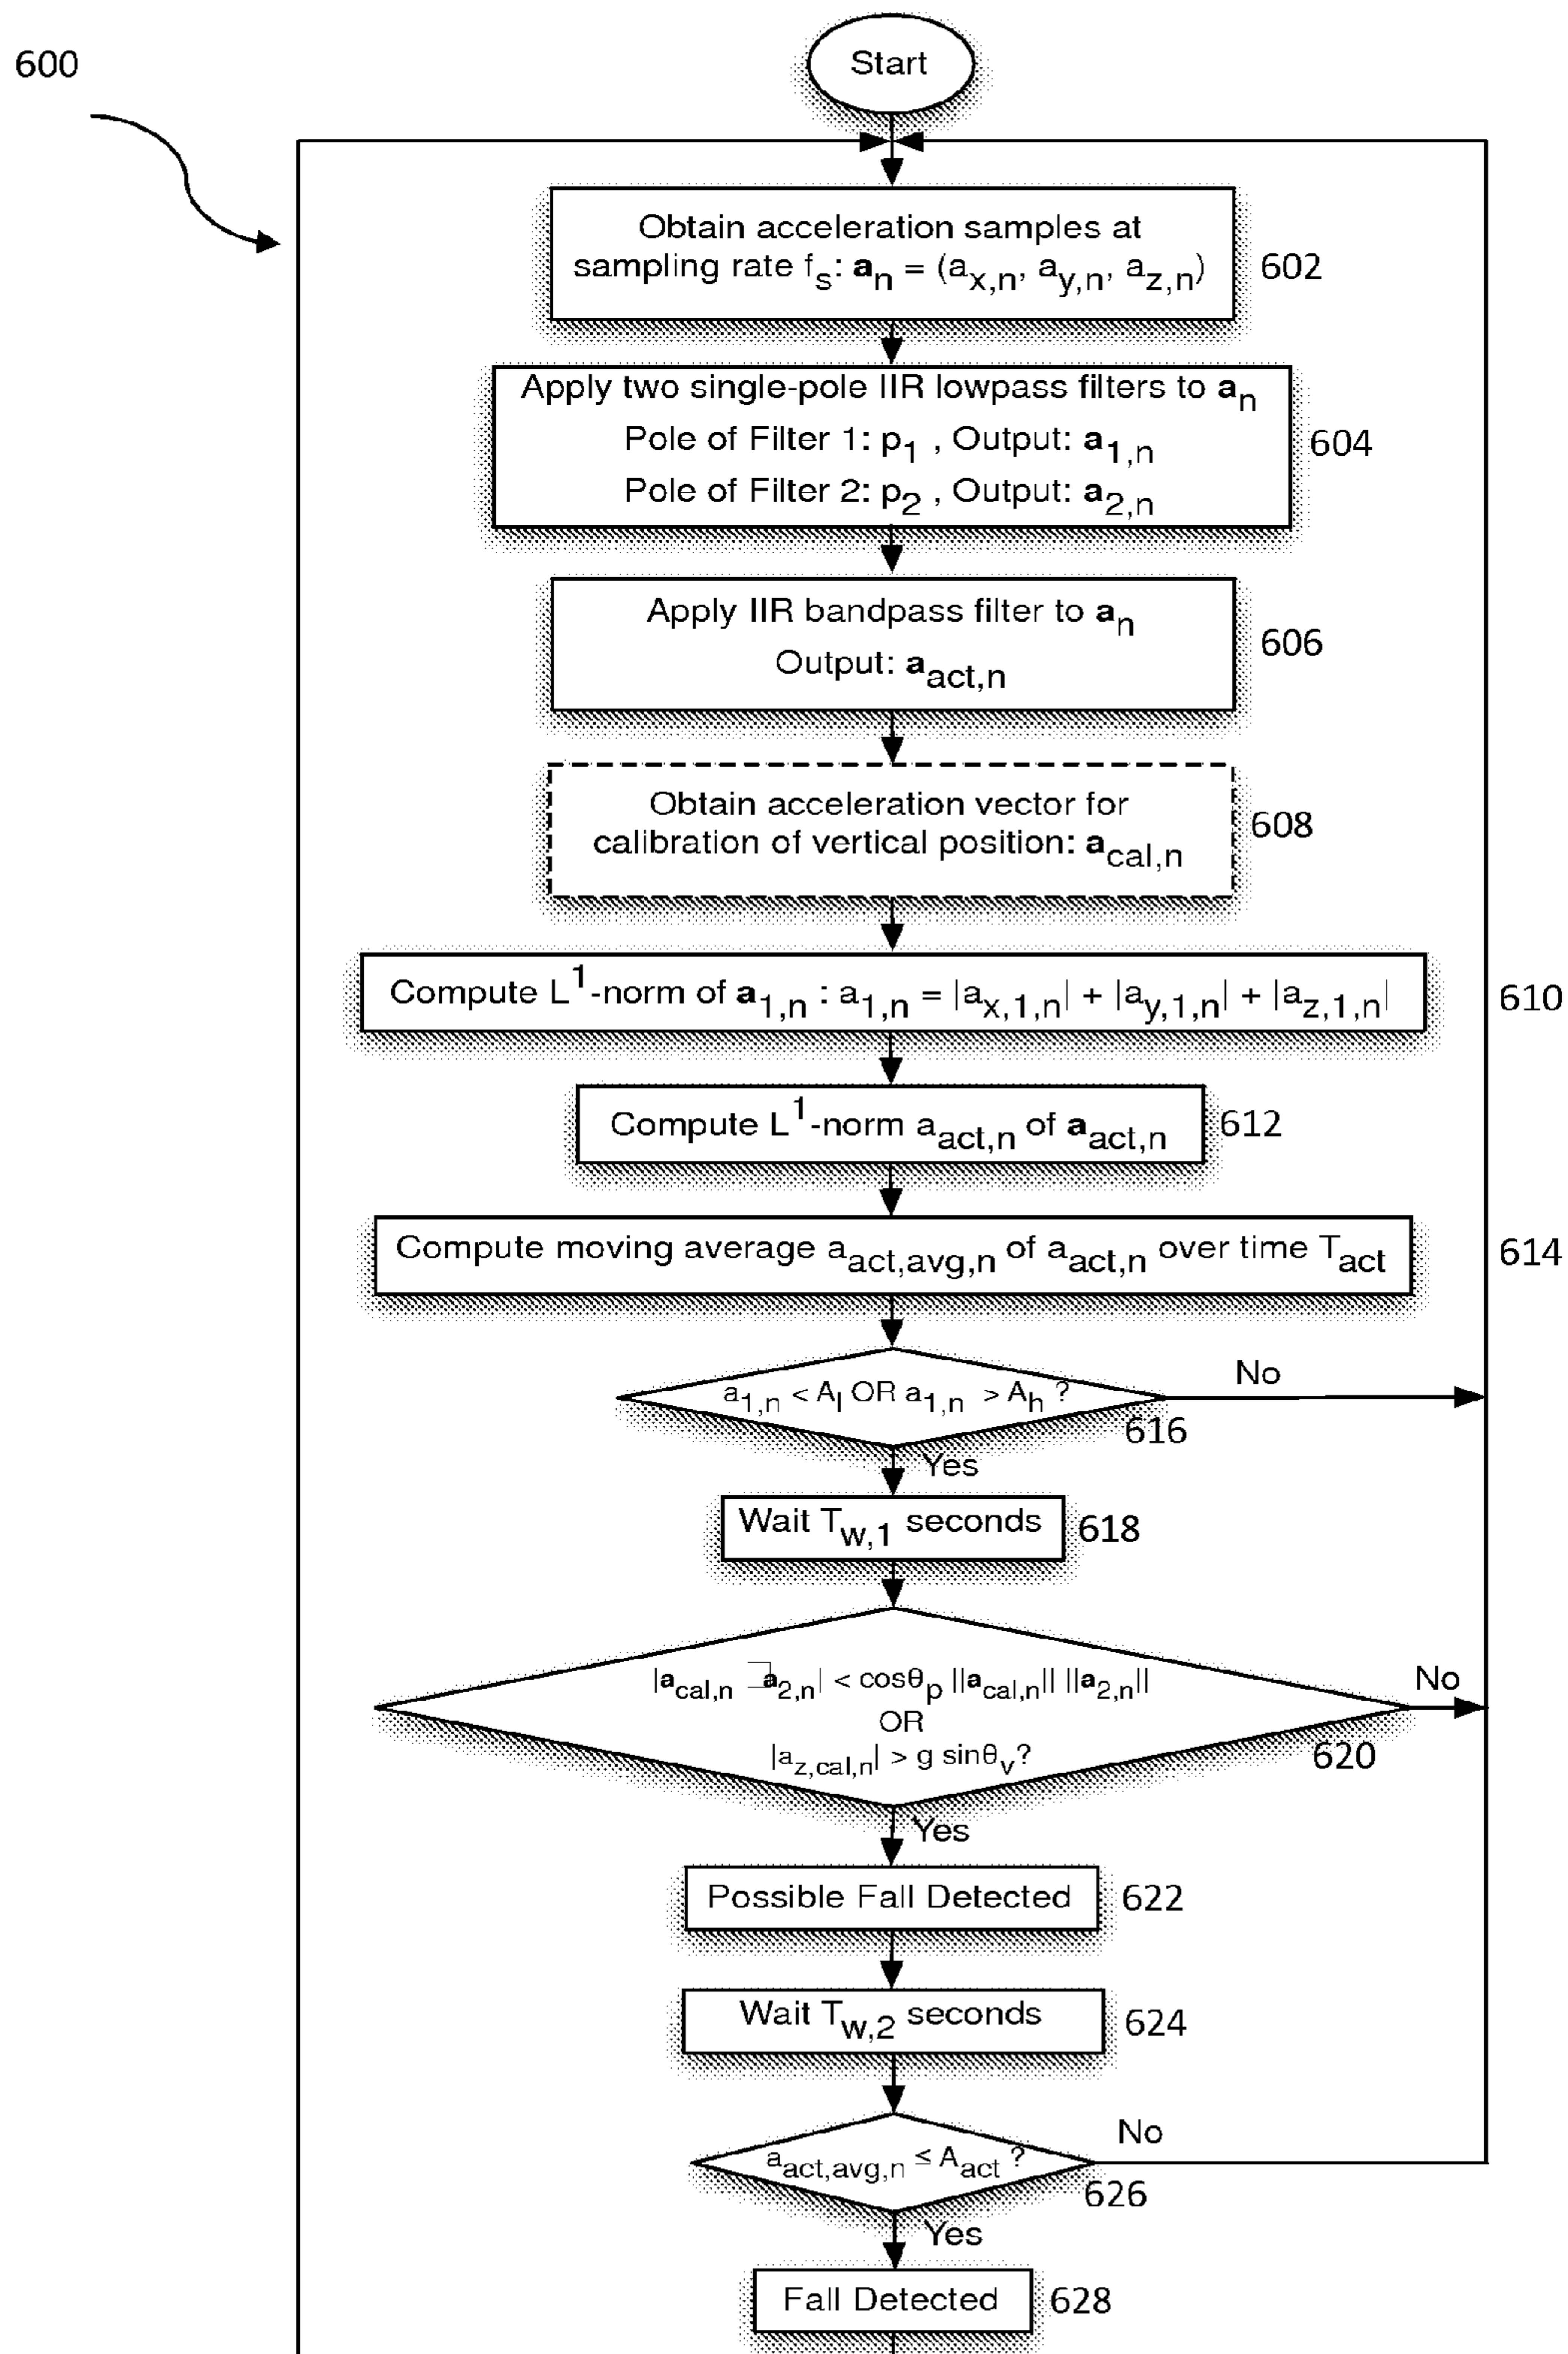 600
Start
Obtain acceleration samples at
sampling rate fs: an = (ax,n, ay,n, az,n)
602
Apply two single-pole IIR lowpass filters to an
Pole of Filter 1: p1 , Output: a1,n
Pole of Filter 2: p2 , Output: a2,n
604
Apply IIR bandpass filter to an
Output: aact,n
606
Obtain acceleration vector for
calibration of vertical position: acal,n
608
Compute L1-norm of a1,n : a1,n = |ax,1,n| + |ay,1,n| + |az,1,n|
610
Compute L1-norm aact,n of aact,n
612
Compute moving average aact,avg,n of aact,n over time Tact
614
a1,n < Al OR a1,n > Ah ?
No
616
Yes
Wait Tw,1 seconds
618
|acal,n a2,n| < cosθp ||acal,n|| ||a2,n||
OR
|az,cal,n| > g sinθv?
No
620
Yes
Possible Fall Detected
622
Wait Tw,2 seconds
624
aact,avg,n ≤ Aact ?
No
626
Yes
Fall Detected
628